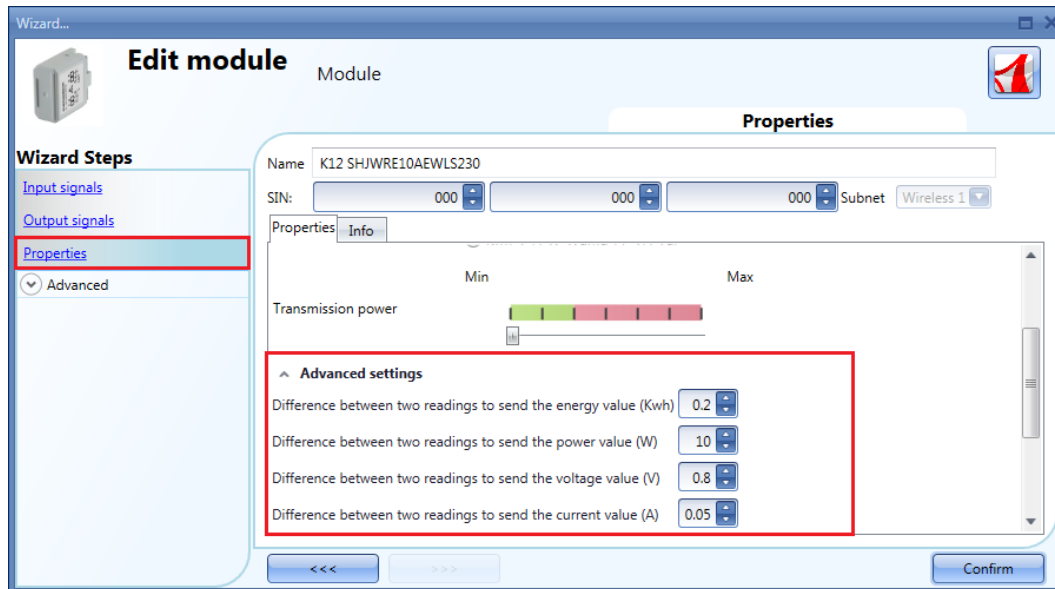 Wizard...
Edit module
Module
Properties
Wizard Steps
Input signals
Output signals
Properties
Advanced
Name K12 SHJWRE10AEWLS230
SIN: 000 000 000 Subnet Wireless 1
Properties Info
Min Max
Transmission power
Advanced settings
Difference between two readings to send the energy value (Kwh) 0.2
Difference between two readings to send the power value (W) 10
Difference between two readings to send the voltage value (V) 0.8
Difference between two readings to send the current value (A) 0.05
<<< >>> Confirm